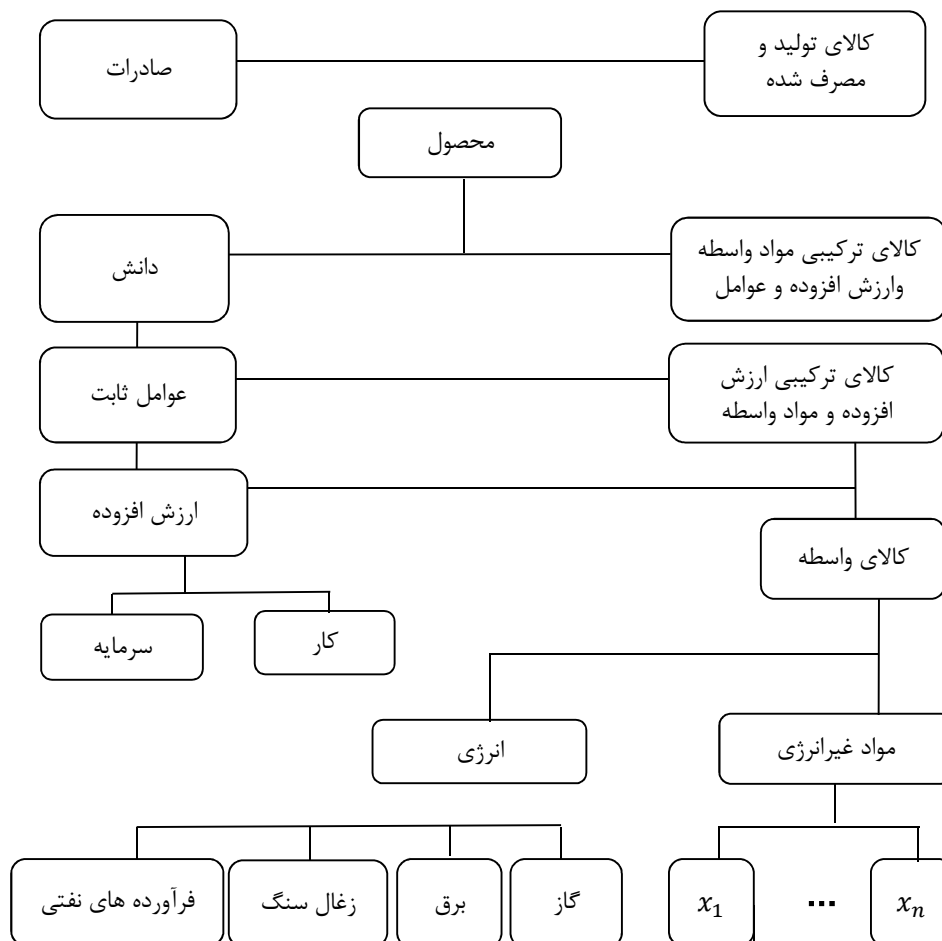 کالای تولید و
مصرف شده
صادرات
محصول
کالای ترکیبی مواد واسطه
وارزش افزوده و عوامل
دانش
کالای ترکیبی ارزش
افزوده و مواد واسطه
عوامل ثابت
ارزش افزوده
کالای واسطه
کار
سرمایه
مواد غیرانرژی
انرژی
فرآورده های نفتی
زغال سنگ
برق
گاز
x₁
...
xₙ